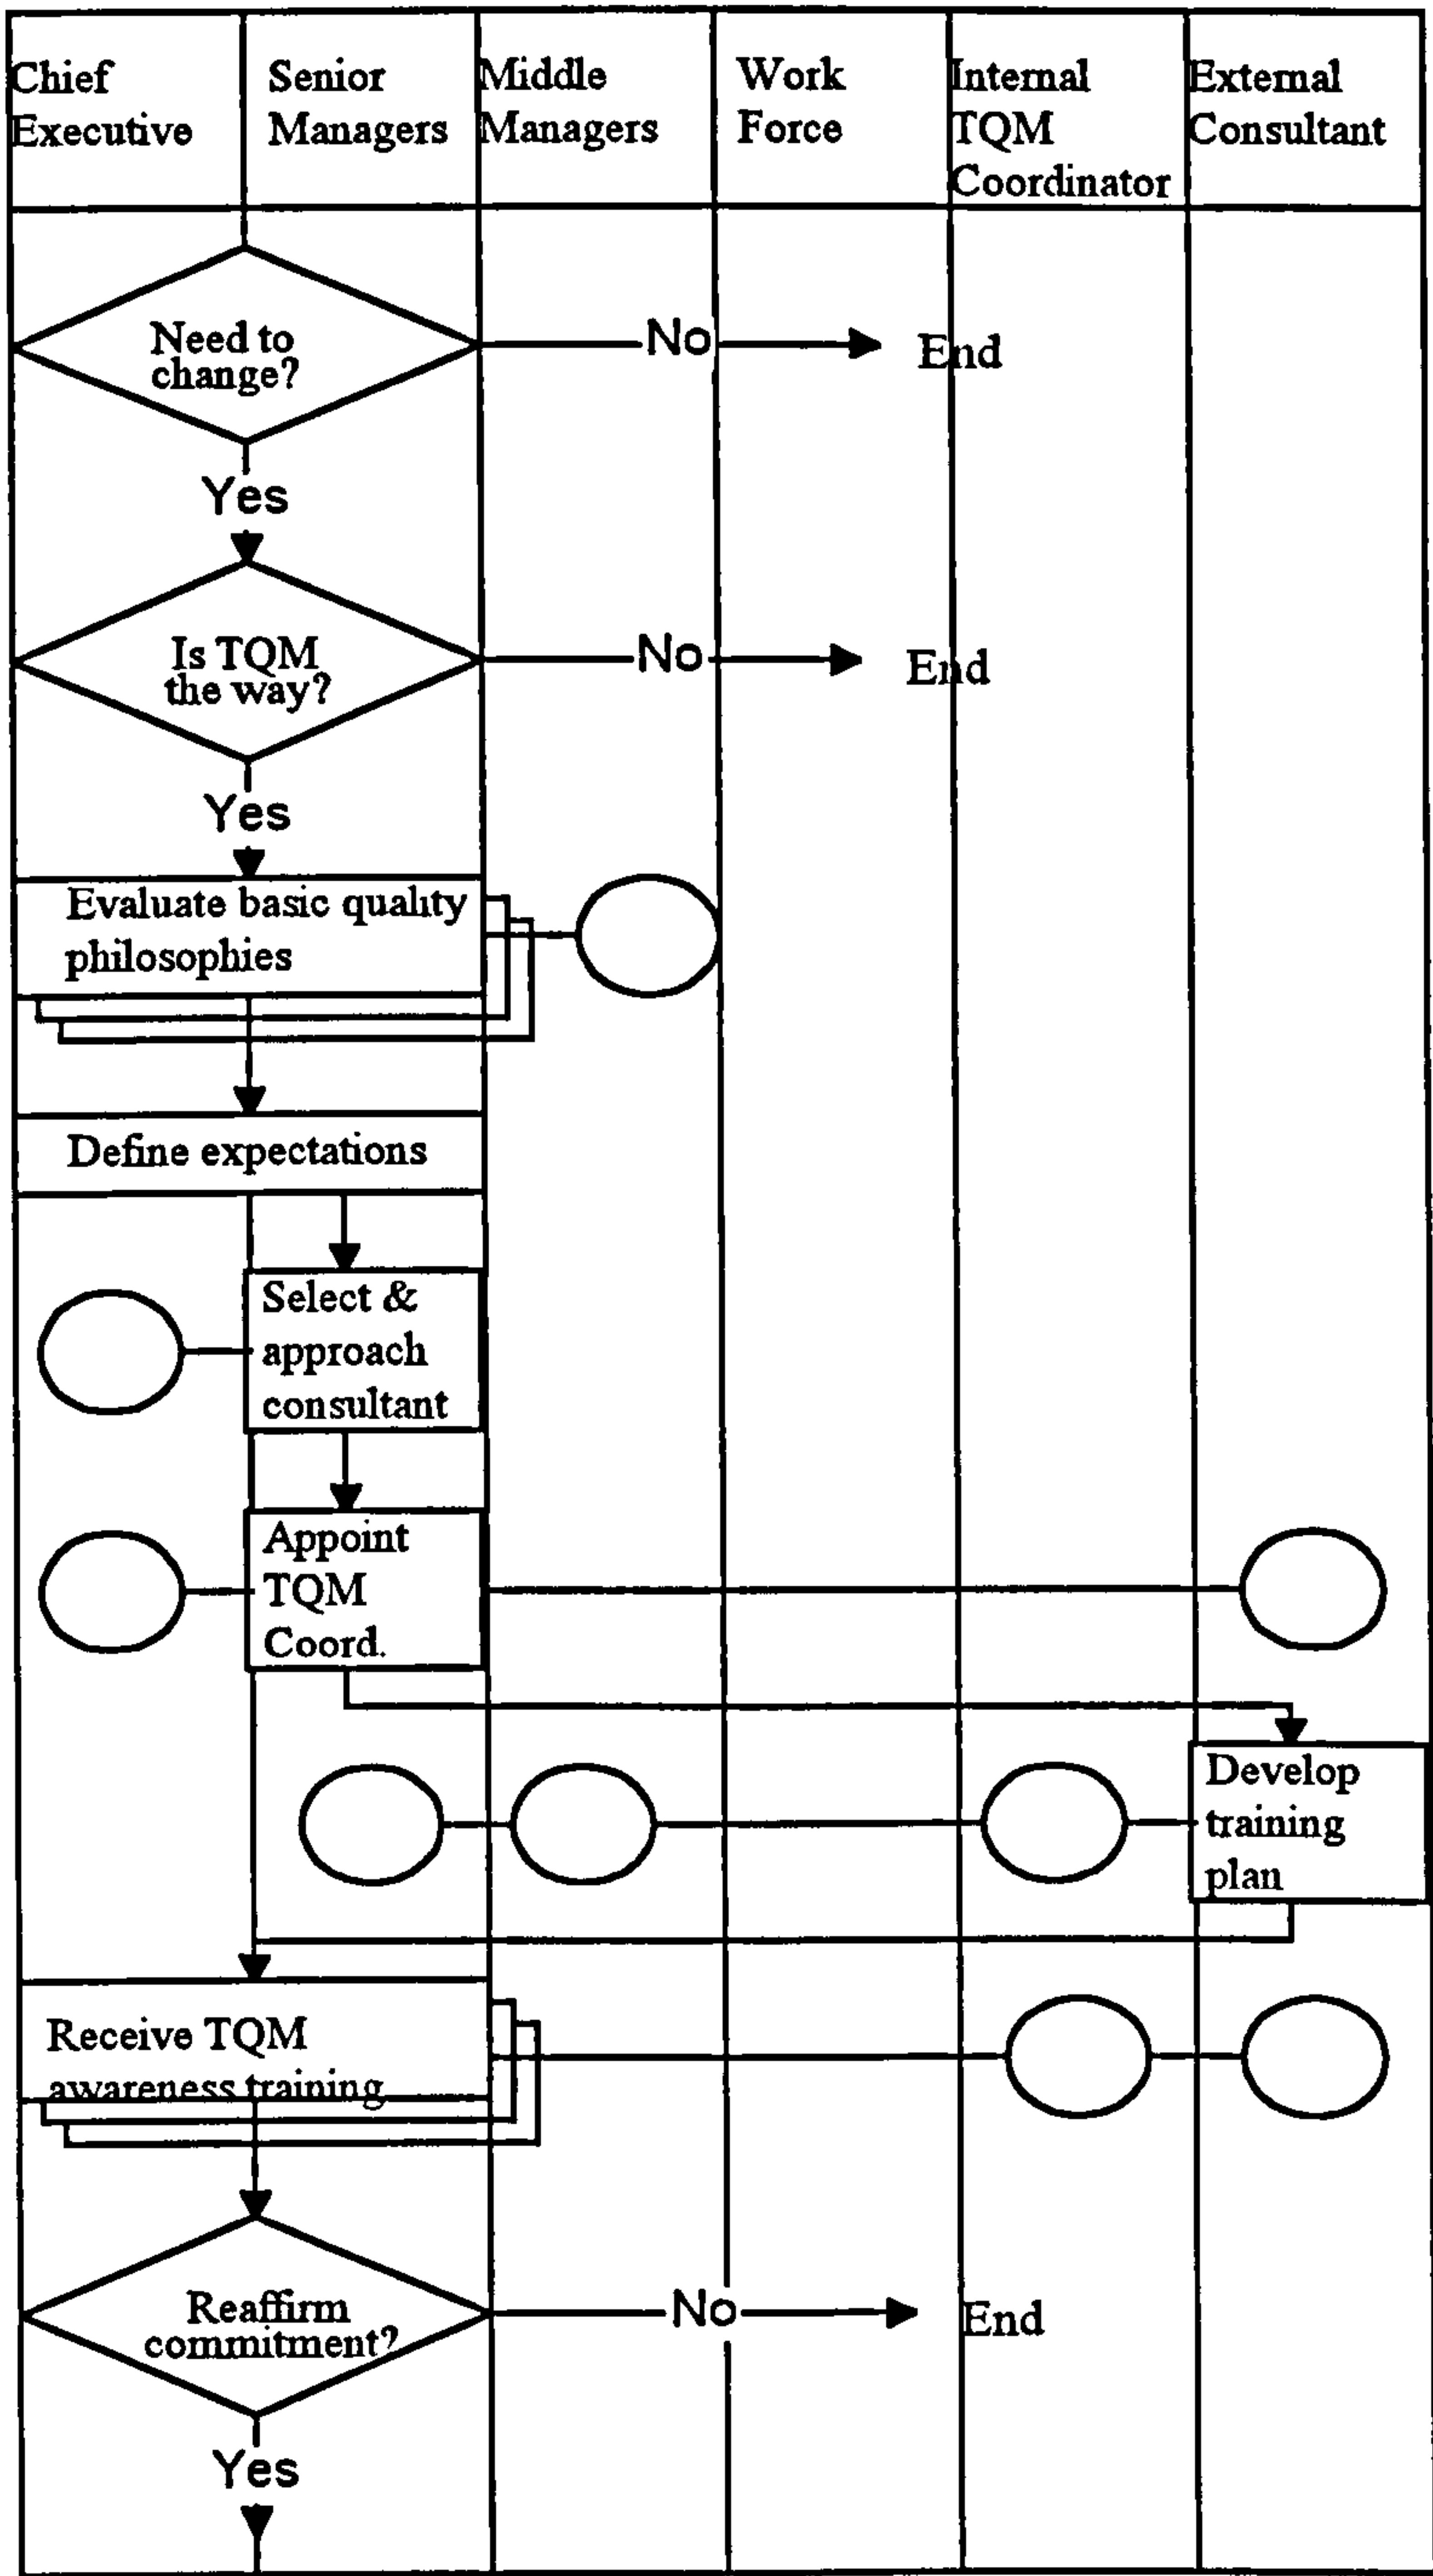 Chief
Executive
Senior
Managers
Middle
Managers
Work
Force
Internal
TQM
Coordinator
External
Consultant
Need to
change?
No
End
Yes
Is TQM
the way?
No
End
Yes
Evaluate basic quality
philosophies
Define expectations
Select &
approach
consultant
Appoint
TQM
Coord.
Develop
training
plan
Receive TQM
awareness training
Reaffirm
commitment?
No
End
Yes